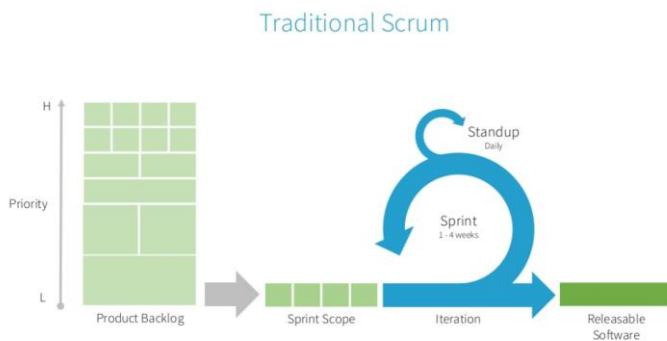 Traditional Scrum
H
Standup
Daily
Priority
Sprint
1 - 4 weeks
L
Product Backlog
Sprint Scope
Iteration
Releasable
Software